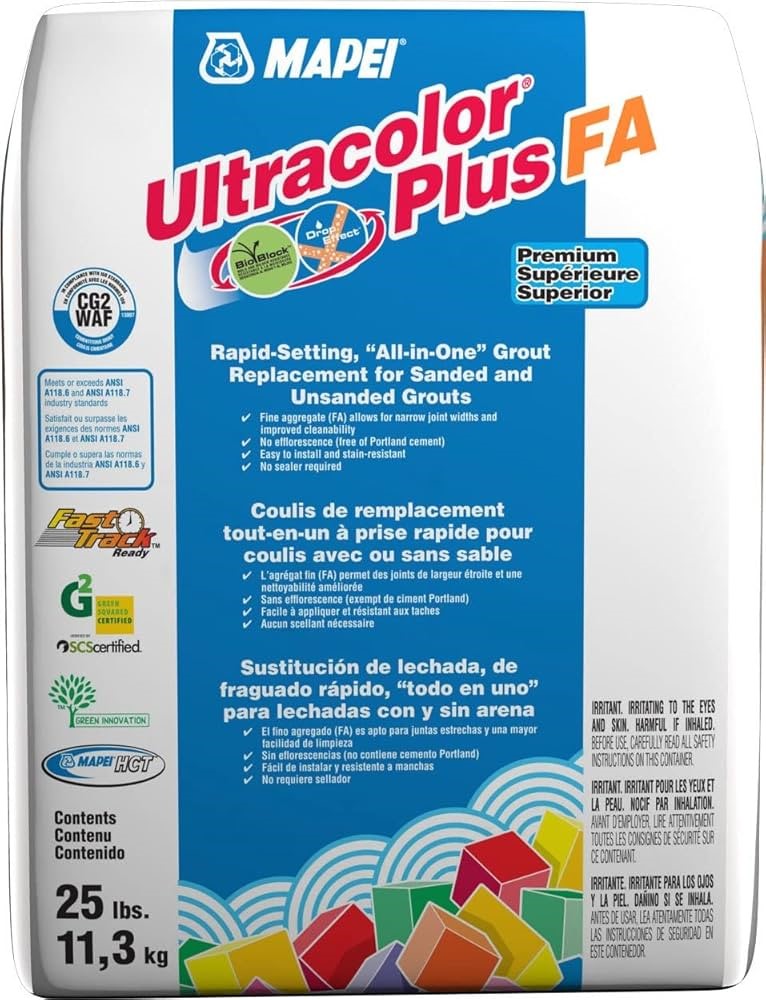 MAPEI®
Ultracolor®
Plus FA
BioBlock™
Drop Effect™
Premium
Supérieure
Superior
CG2
WAF
13007
Rapid-Setting, “All-in-One” Grout
Replacement for Sanded and
Unsanded Grouts
✔ Fine aggregate (FA) allows for narrow joint widths and
improved cleanability
✔ No efflorescence (free of Portland cement)
✔ Easy to install and stain-resistant
✔ No sealer required
Meets or exceeds ANSI
A118.6 and ANSI A118.7
industry standards
Satisfait ou surpasse les
exigences des normes ANSI
A118.6 et ANSI A118.7
Cumple o supera las normas
de la industria ANSI A118.6 y
ANSI A118.7
Coulis de remplacement
tout-en-un à prise rapide pour
coulis avec ou sans sable
✔ L'agrégat fin (FA) permet des joints de largeur étroite et une
nettoyabilité améliorée
✔ Sans efflorescence (exempt de ciment Portland)
✔ Facile à appliquer et résistant aux taches
✔ Aucun scellant nécessaire
Fast
Track™
Ready
G2
GREEN
SQUARED
CERTIFIED
SCScertified.
Sustitución de lechada, de
fraguado rápido, “todo en uno”
para lechadas con y sin arena
✔ El fino agregado (FA) es apto para juntas estrechas y una mayor
facilidad de limpieza
✔ Sin eflorescencias (no contiene cemento Portland)
✔ Fácil de instalar y resistente a manchas
✔ No requiere sellador
TM
GREEN INNOVATION
MAPEI HCT™
Contents
Contenu
Contenido
25 lbs.
11,3 kg
IRRITANT. IRRITATING TO THE EYES
AND SKIN. HARMFUL IF INHALED.
BEFORE USE, CAREFULLY READ ALL SAFETY
INSTRUCTIONS ON THIS CONTAINER.
IRRITANT. IRRITANT POUR LES YEUX ET
LA PEAU. NOCIF PAR INHALATION.
AVANT D'EMPLOYER, LIRE ATTENTIVEMENT
TOUTES LES CONSIGNES DE SÉCURITÉ SUR
CE CONTENANT.
IRRITANTE. IRRITANTE PARA LOS OJOS
Y LA PIEL. DAÑINO SI SE INHALA.
ANTES DE USAR, LEA ATENTAMENTE TODAS
LAS INSTRUCCIONES DE SEGURIDAD EN
ESTE CONTENEDOR.